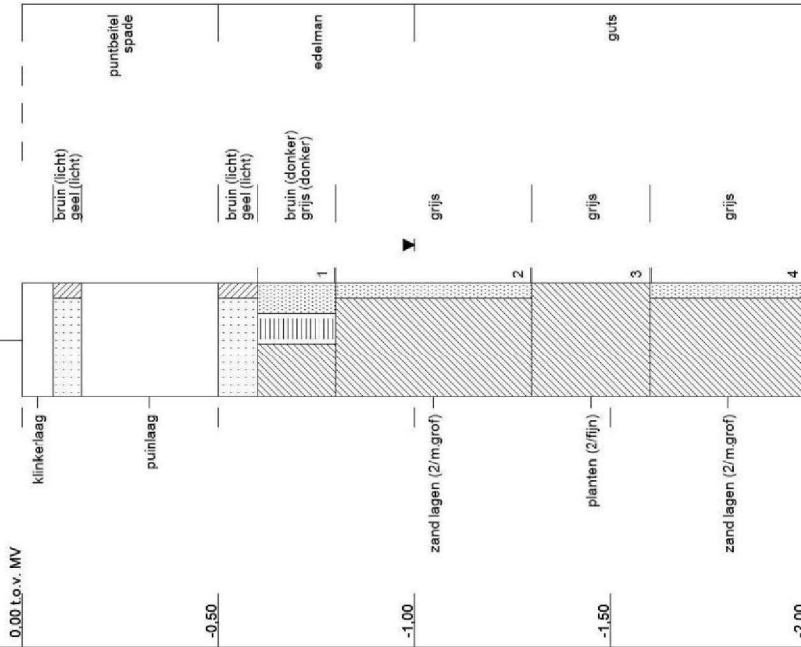 0,00 t.o.v. MV
-0,50
-1,00
-1,50
-2,00
klinkerlaag
puinlaag
zand lagen (2/m.grof)
planten (2/fijn)
zand lagen (2/m.grof)
1
2
3
4
bruin (licht)
geel (licht)
bruin (licht)
geel (licht)
bruin (donker)
grijs (donker)
grijs
grijs
grijs
puntbeitel
spade
edelman
guts